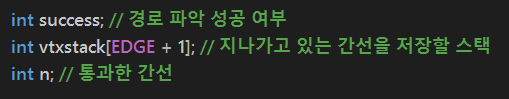 int success; // 경로 파악 성공 여부
int vtxstack[EDGE + 1]; // 지나가고 있는 간선을 저장할 스택
int n; // 통과한 간선